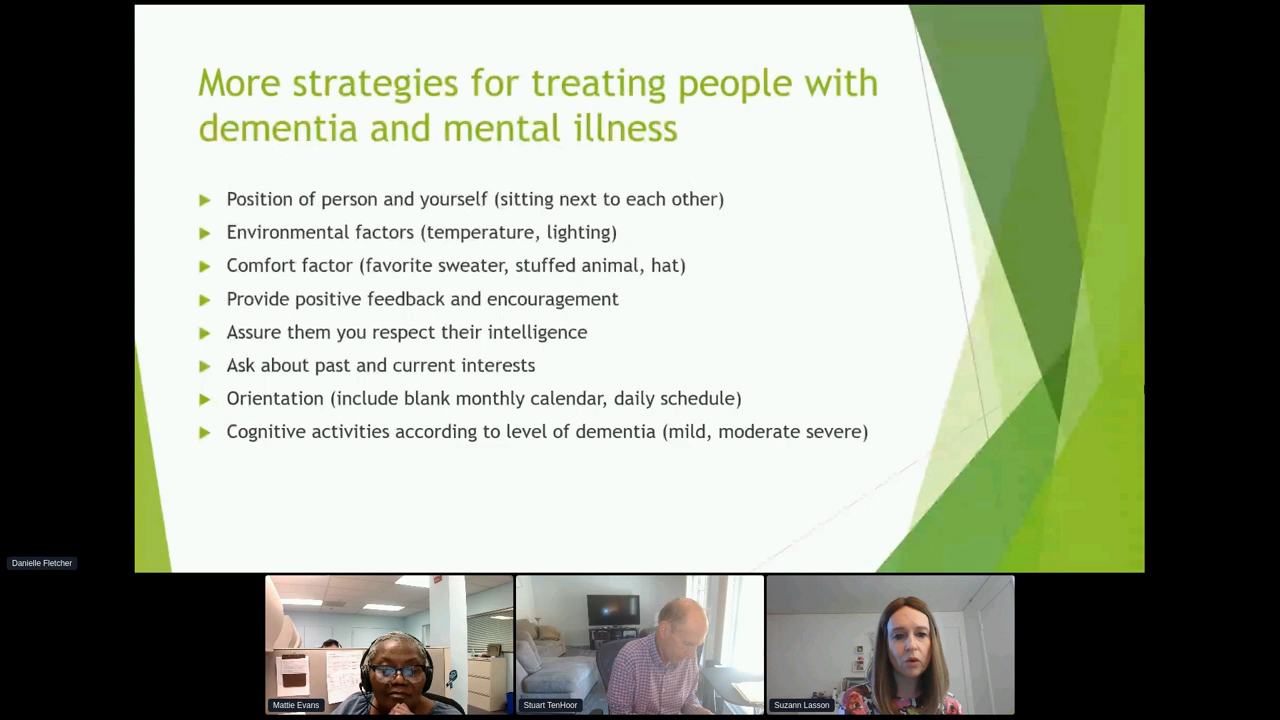 More strategies for treating people with
dementia and mental illness
Position of person and yourself (sitting next to each other)
Environmental factors (temperature, lighting)
Comfort factor (favorite sweater, stuffed animal, hat)
Provide positive feedback and encouragement
Assure them you respect their intelligence
Ask about past and current interests
Orientation (include blank monthly calendar, daily schedule)
Cognitive activities according to level of dementia (mild, moderate severe)
Danielle Fletcher
Mattie Evans
Stuart TenHoor
Suzann Lasson